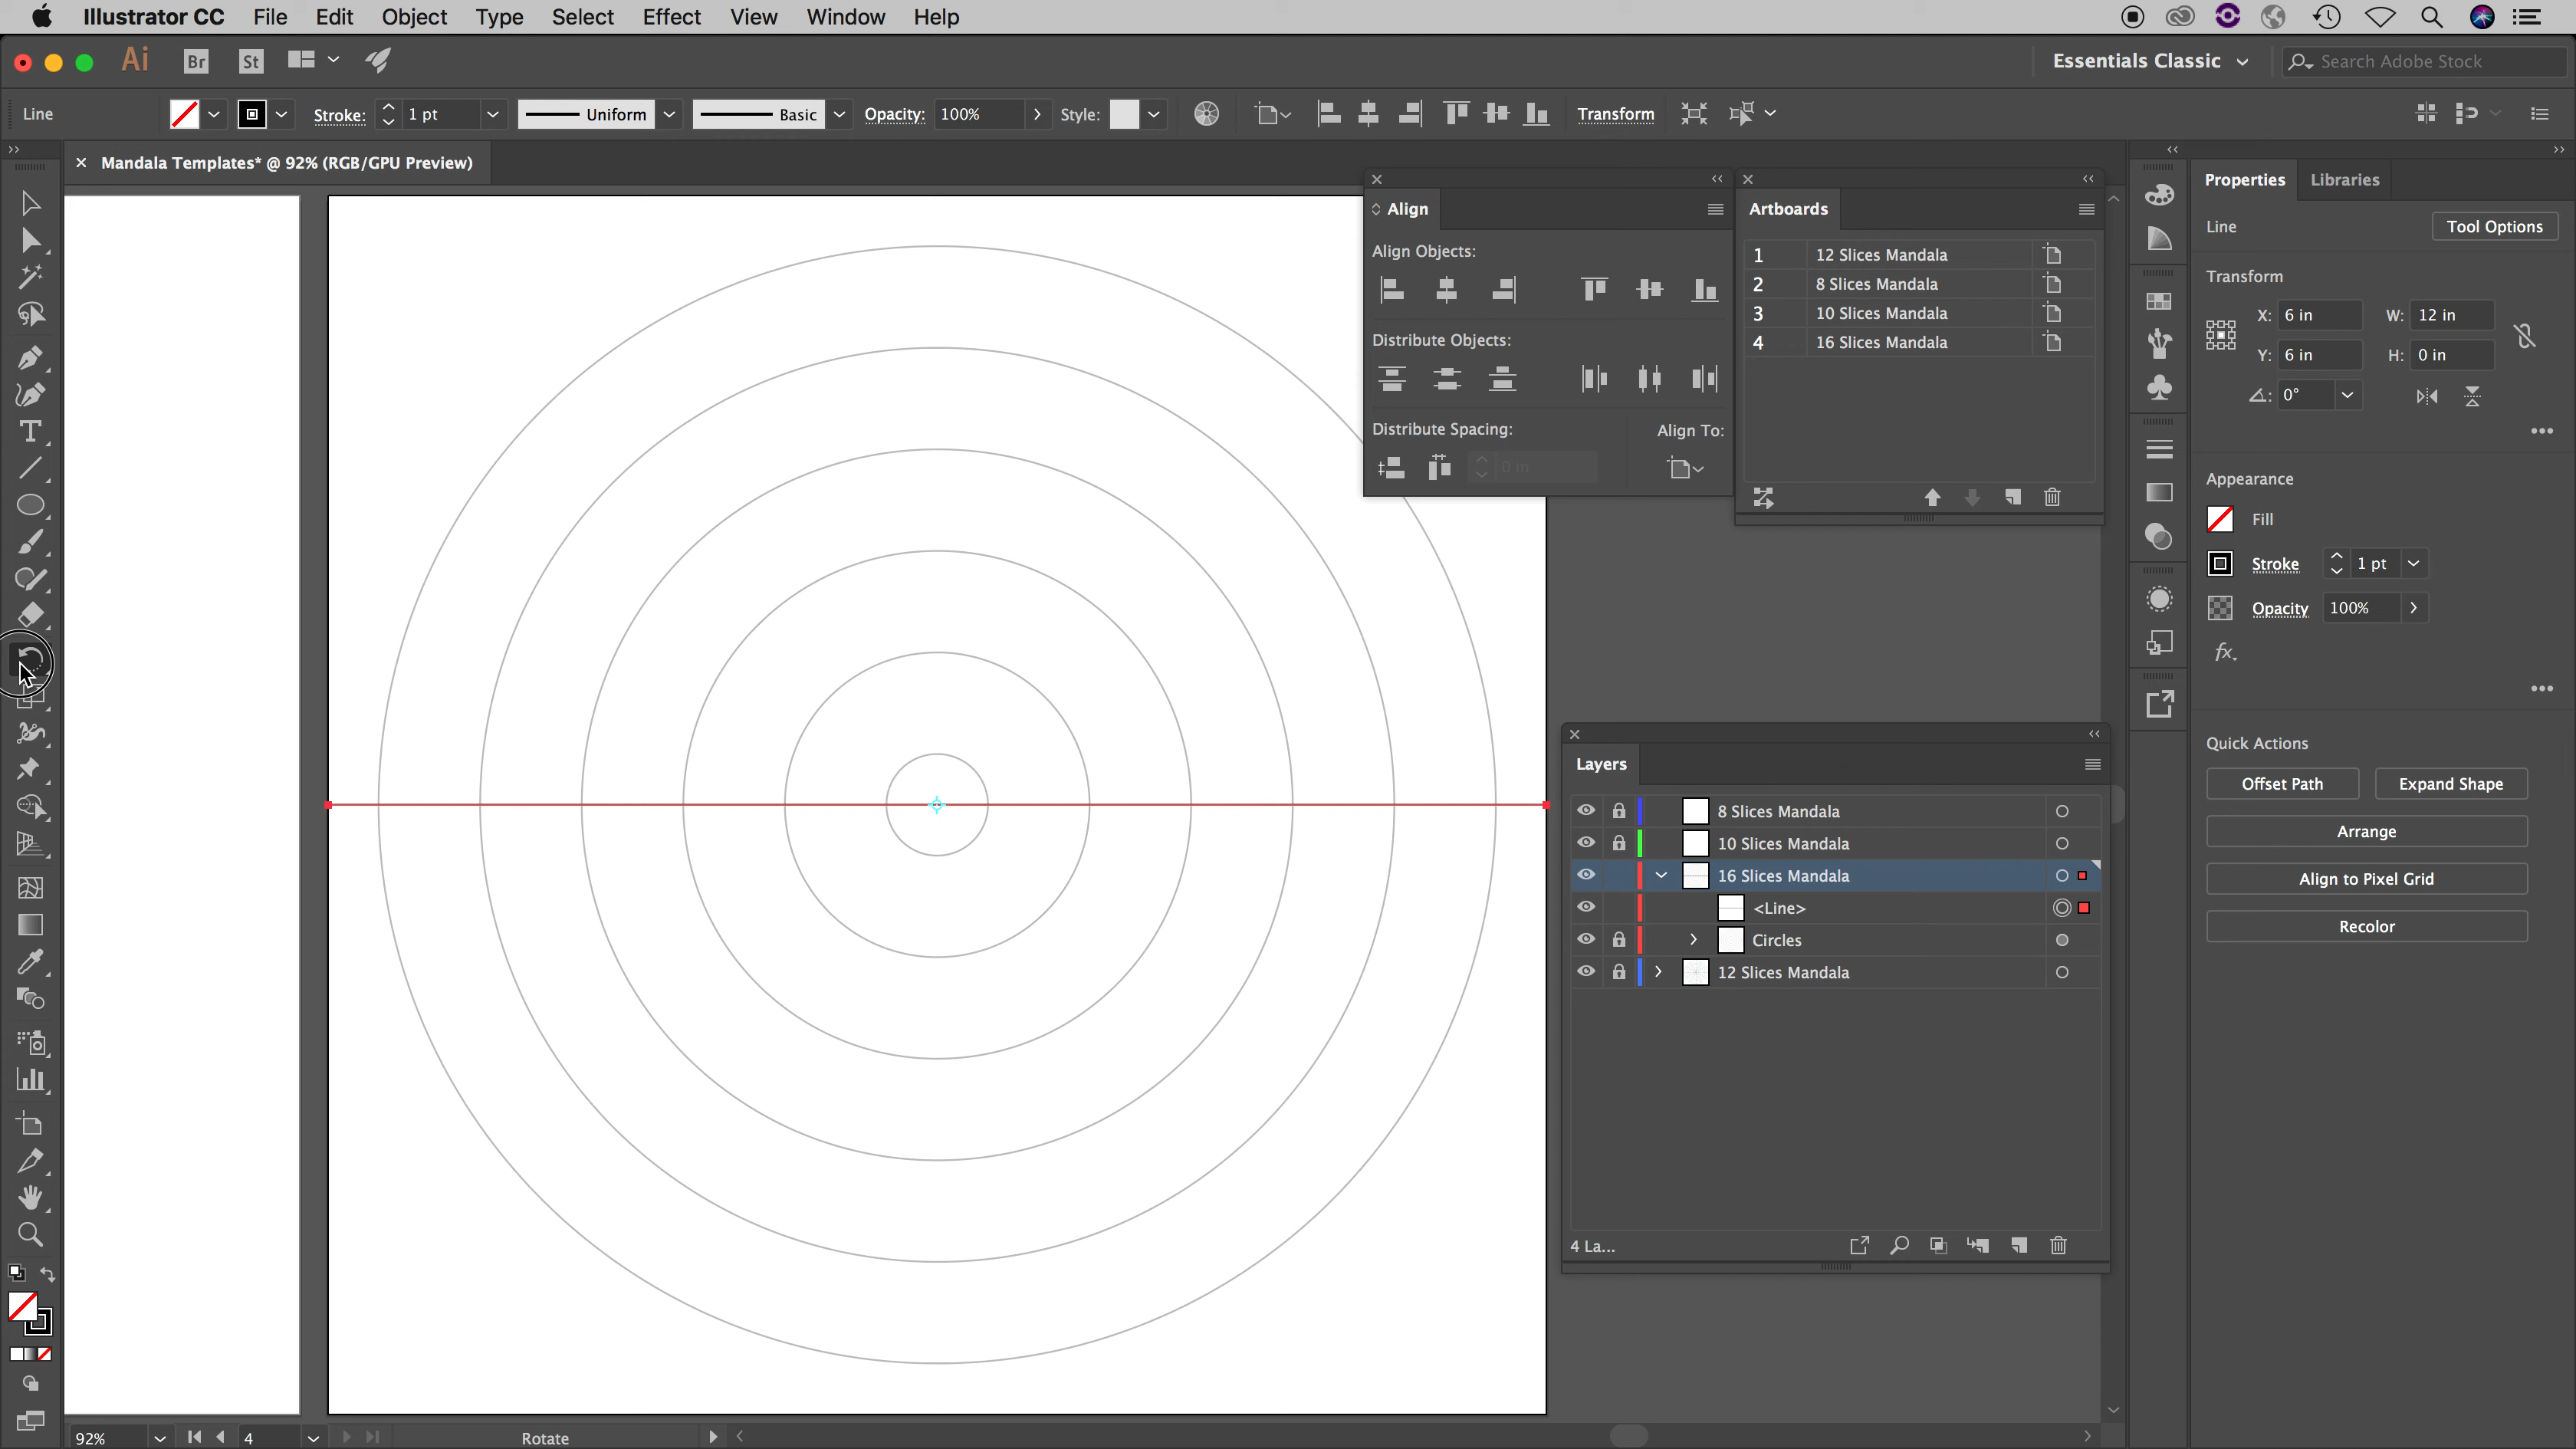 Illustrator CC File Edit Object Type Select Effect View Window Help
Ai Br St Essentials Classic Search Adobe Stock
Line Stroke: 1 pt Uniform Basic Opacity: 100% Style: Transform
Mandala Templates* @ 92% (RGB/GPU Preview)
Align
Align Objects:
Distribute Objects:
Distribute Spacing: Align To:
0 in
Artboards
1 12 Slices Mandala
2 8 Slices Mandala
3 10 Slices Mandala
4 16 Slices Mandala
Properties Libraries
Line Tool Options
Transform
X: 6 in W: 12 in
Y: 6 in H: 0 in
0°
Appearance
Fill
Stroke 1 pt
Opacity 100%
fx.
Quick Actions
Offset Path Expand Shape
Arrange
Align to Pixel Grid
Recolor
Layers
8 Slices Mandala
10 Slices Mandala
16 Slices Mandala
<Line>
Circles
12 Slices Mandala
4 La...
92% 4 Rotate